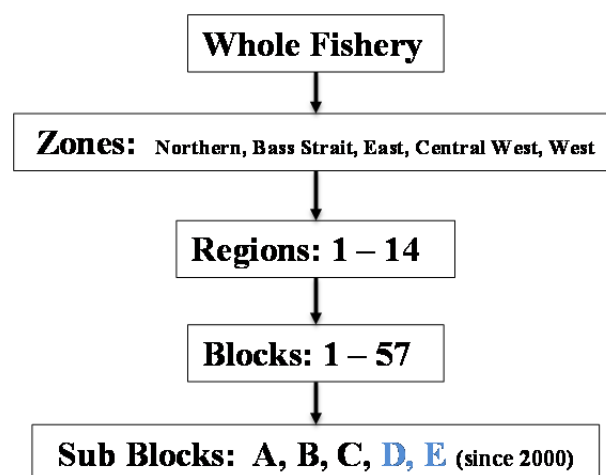 Whole Fishery
Zones: Northern, Bass Strait, East, Central West, West
Regions: 1 – 14
Blocks: 1 – 57
Sub Blocks: A, B, C, D, E (since 2000)